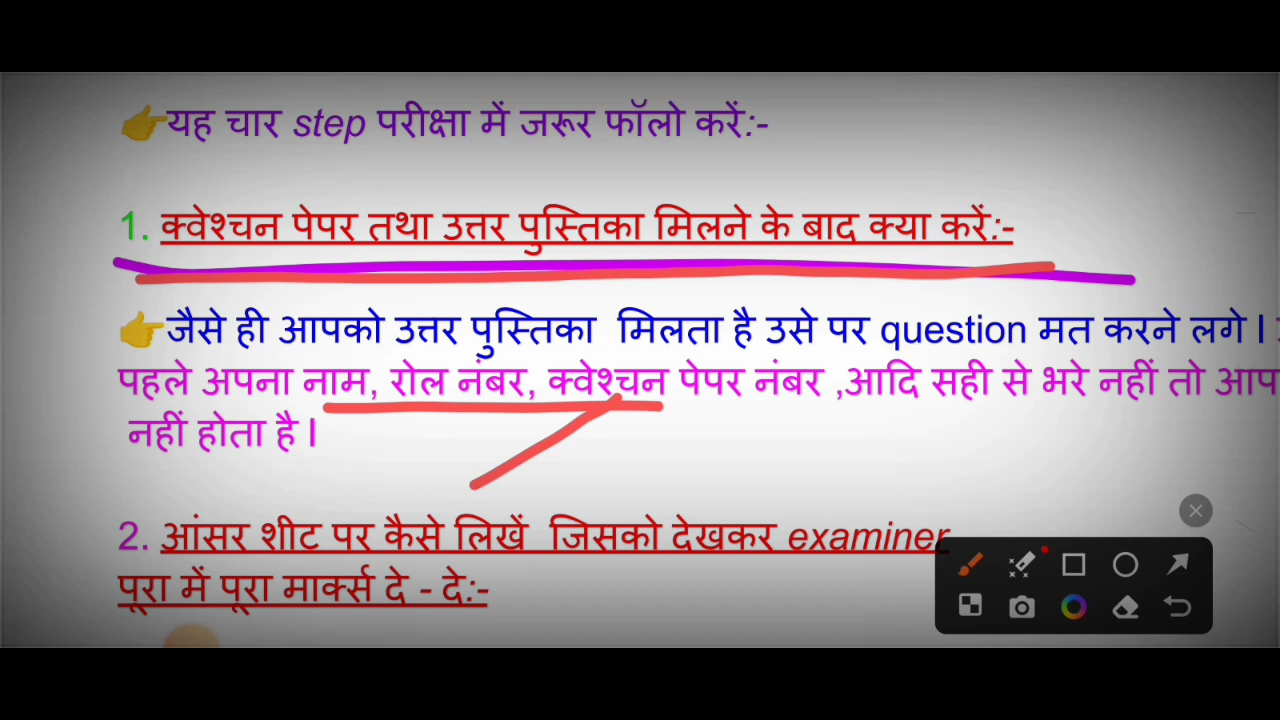 👉यह चार step परीक्षा में जरूर फॉलो करें:-
1. क्वेश्चन पेपर तथा उत्तर पुस्तिका मिलने के बाद क्या करें:-
👉जैसे ही आपको उत्तर पुस्तिका मिलता है उसे पर question मत करने लगे l
पहले अपना नाम, रोल नंबर, क्वेश्चन पेपर नंबर ,आदि सही से भरे नहीं तो आप
नहीं होता है l
2. आंसर शीट पर कैसे लिखें जिसको देखकर examiner
पूरा में पूरा मार्क्स दे - दे:-